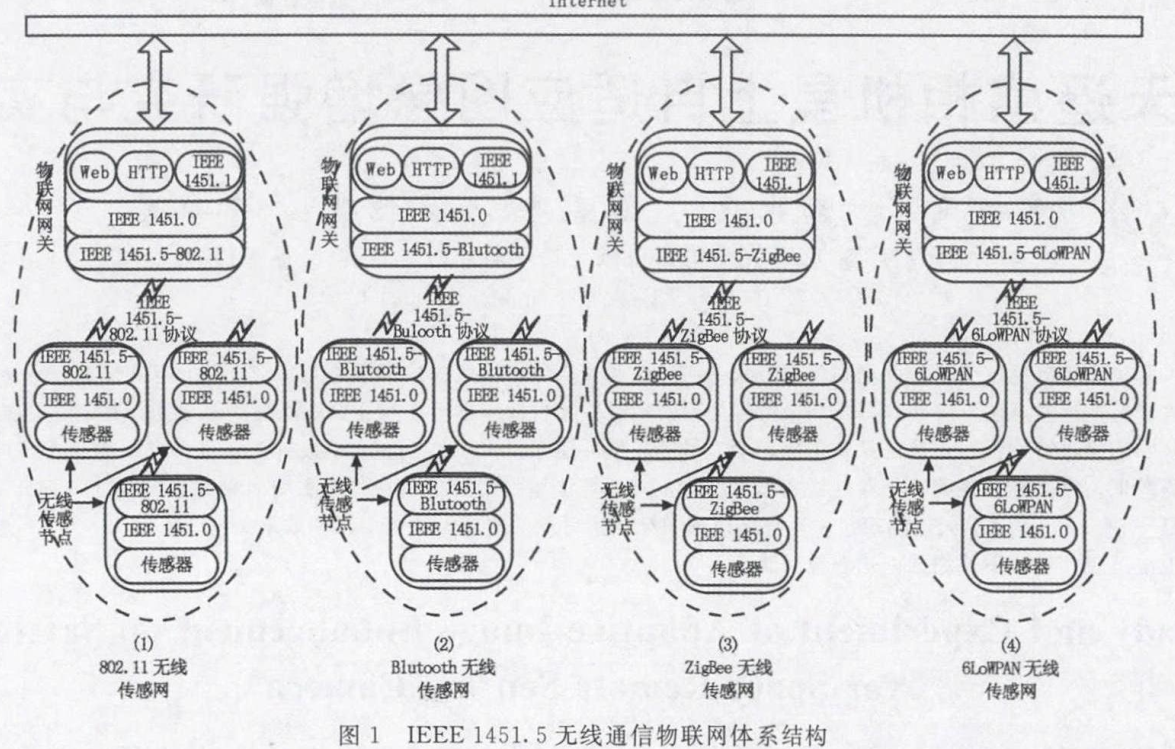 Internet
物联网网关
Web
HTTP
IEEE
1451.1
IEEE 1451.0
IEEE 1451.5-802.11
IEEE
1451.5-
802.11 协议
IEEE 1451.5-
802.11
IEEE 1451.0
传感器
IEEE 1451.5-
802.11
IEEE 1451.0
传感器
无线
传感
节点
IEEE 1451.5-
802.11
IEEE 1451.0
传感器
(1)
802.11 无线
传感网
物联网网关
Web
HTTP
IEEE
1451.1
IEEE 1451.0
IEEE 1451.5-Blutooth
IEEE
1451.5-
Bulooth 协议
IEEE 1451.5-
Blutooth
IEEE 1451.0
传感器
IEEE 1451.5-
Blutooth
IEEE 1451.0
传感器
无线
传感
节点
IEEE 1451.5-
Blutooth
IEEE 1451.0
传感器
(2)
Blutooth 无线
传感网
物联网网关
Web
HTTP
IEEE
1451.1
IEEE 1451.0
IEEE 1451.5-ZigBee
IEEE
1451.5-
ZigBee 协议
IEEE 1451.5-
ZigBee
IEEE 1451.0
传感器
IEEE 1451.5-
ZigBee
IEEE 1451.0
传感器
无线
传感
节点
IEEE 1451.5-
ZigBee
IEEE 1451.0
传感器
(3)
ZigBee 无线
传感网
物联网网关
Web
HTTP
IEEE
1451.1
IEEE 1451.0
IEEE 1451.5-6LoWPAN
IEEE
1451.5-
6LoWPAN 协议
IEEE 1451.5-
6LoWPAN
IEEE 1451.0
传感器
IEEE 1451.5-
6LoWPAN
IEEE 1451.0
传感器
无线
传感
节点
IEEE 1451.5-
6LoWPAN
IEEE 1451.0
传感器
(4)
6LoWPAN 无线
传感网
图 1 IEEE 1451.5 无线通信物联网体系结构